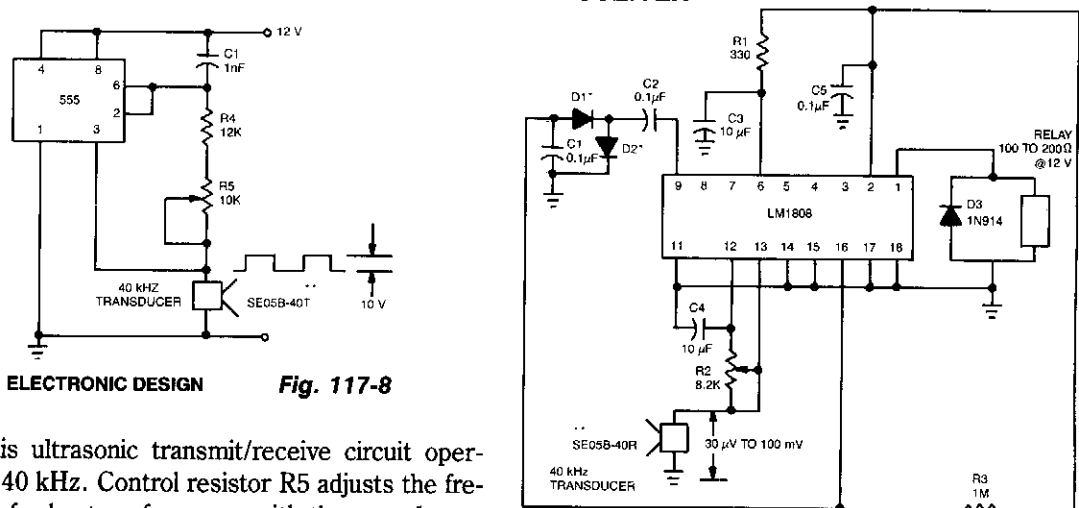 12 V
C1
1nF
4 8
6
555
2
1 3
R4
12K
R5
10K
40 kHZ
TRANSDUCER
SE05B-40T
10 V
ELECTRONIC DESIGN Fig. 117-8
is ultrasonic transmit/receive circuit oper-
40 kHz. Control resistor R5 adjusts the fre-
R1
330
C2
0.1µF
D1*
D2*
C1
0.1µF
C3
10 µF
C5
0.1µF
RELAY
100 TO 200Ω
@12 V
9 8 7 6 5 4 3 2 1
LM1808
11 12 13 14 15 16 17 18
D3
1N914
C4
10 µF
R2
8.2K
SE05B-40R
30 µV TO 100 mV
40 kHZ
TRANSDUCER
R3
1M